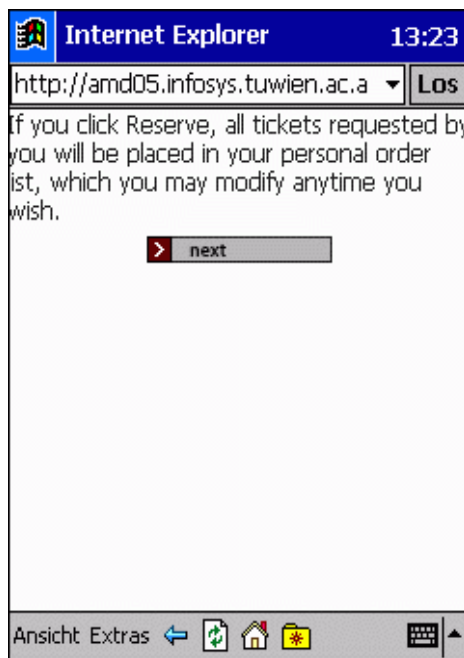 Internet Explorer 13:23
http://amd05.infosys.tuwien.ac.a Los
If you click Reserve, all tickets requested by
you will be placed in your personal order
list, which you may modify anytime you
wish.
next
Ansicht Extras